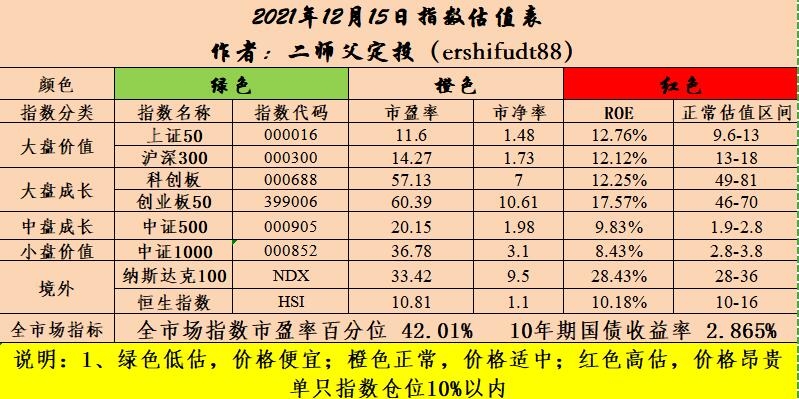 2021年12月15日指数估值表
作者：二师父定投（ershifudt88）
颜色 绿色 橙色 红色
指数分类 指数名称 指数代码 市盈率 市净率 ROE 正常估值区间
大盘价值 上证50 000016 11.6 1.48 12.76% 9.6-13
沪深300 000300 14.27 1.73 12.12% 13-18
大盘成长 科创板 000688 57.13 7 12.25% 49-81
创业板50 399006 60.39 10.61 17.57% 46-70
中盘成长 中证500 000905 20.15 1.98 9.83% 1.9-2.8
小盘价值 中证1000 000852 36.78 3.1 8.43% 2.8-3.8
境外 纳斯达克100 NDX 33.42 9.5 28.43% 28-36
恒生指数 HSI 10.81 1.1 10.18% 10-16
全市场指标 全市场指数市盈率百分位 42.01% 10年期国债收益率 2.865%
说明：1、绿色低估，价格便宜；橙色正常，价格适中；红色高估，价格昂贵
单只指数仓位10%以内